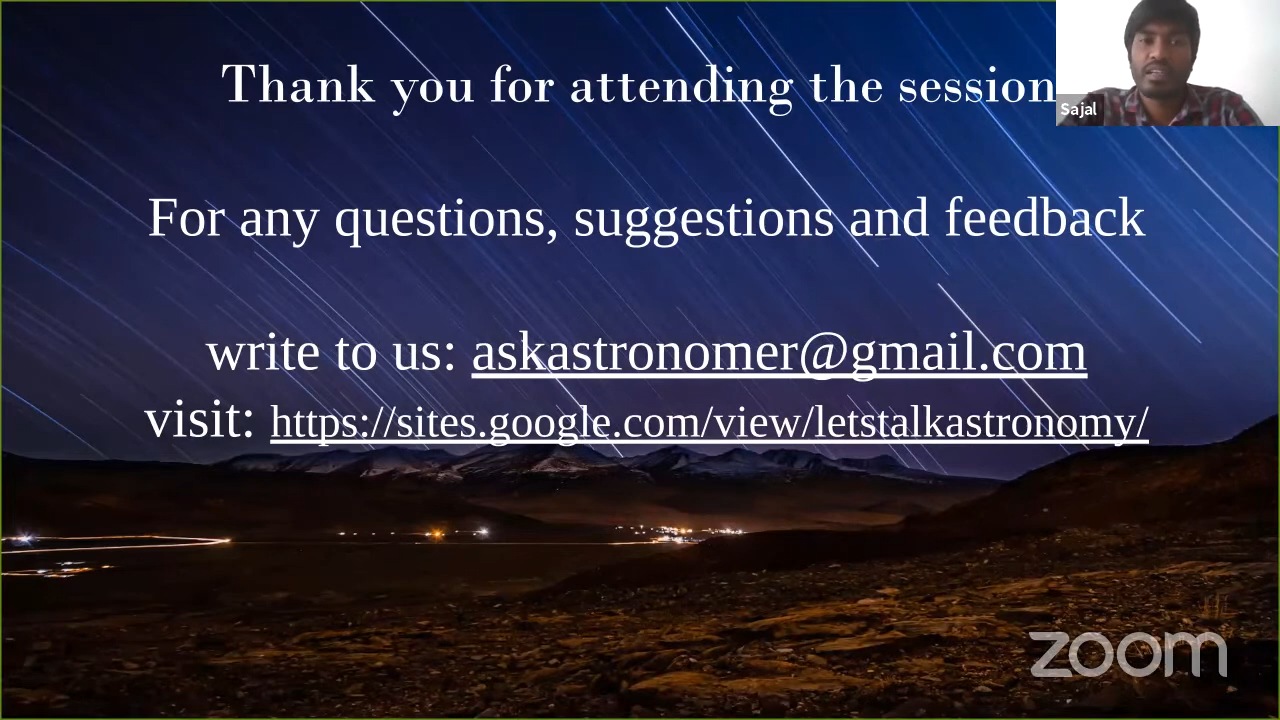 Thank you for attending the session
Sajal
For any questions, suggestions and feedback
write to us: askastronomer@gmail.com
visit: https://sites.google.com/view/letstalkastronomy/
zoom